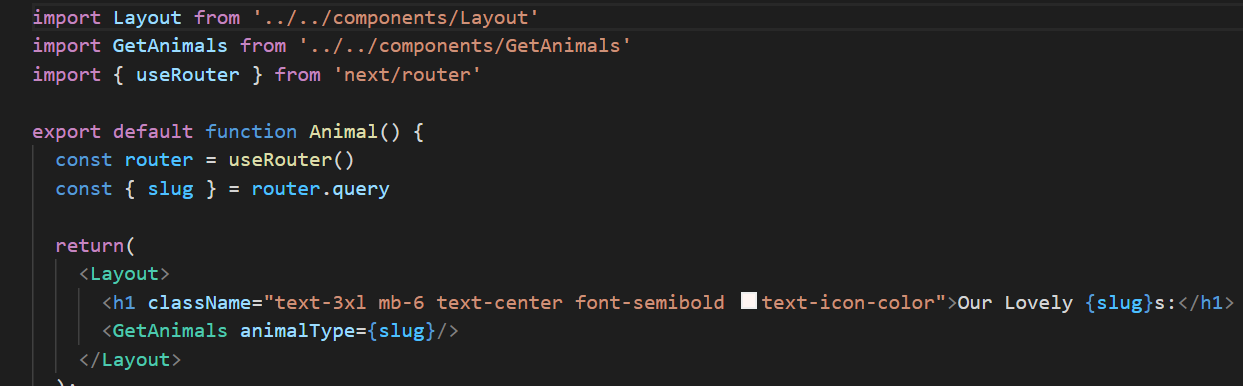 import Layout from '../../components/Layout'
import GetAnimals from '../../components/GetAnimals'
import { useRouter } from 'next/router'
export default function Animal() {
const router = useRouter()
const { slug } = router.query
return(
<Layout>
<h1 className="text-3xl mb-6 text-center font-semibold text-icon-color">Our Lovely {slug}s:</h1>
<GetAnimals animalType={slug}/>
</Layout>
);